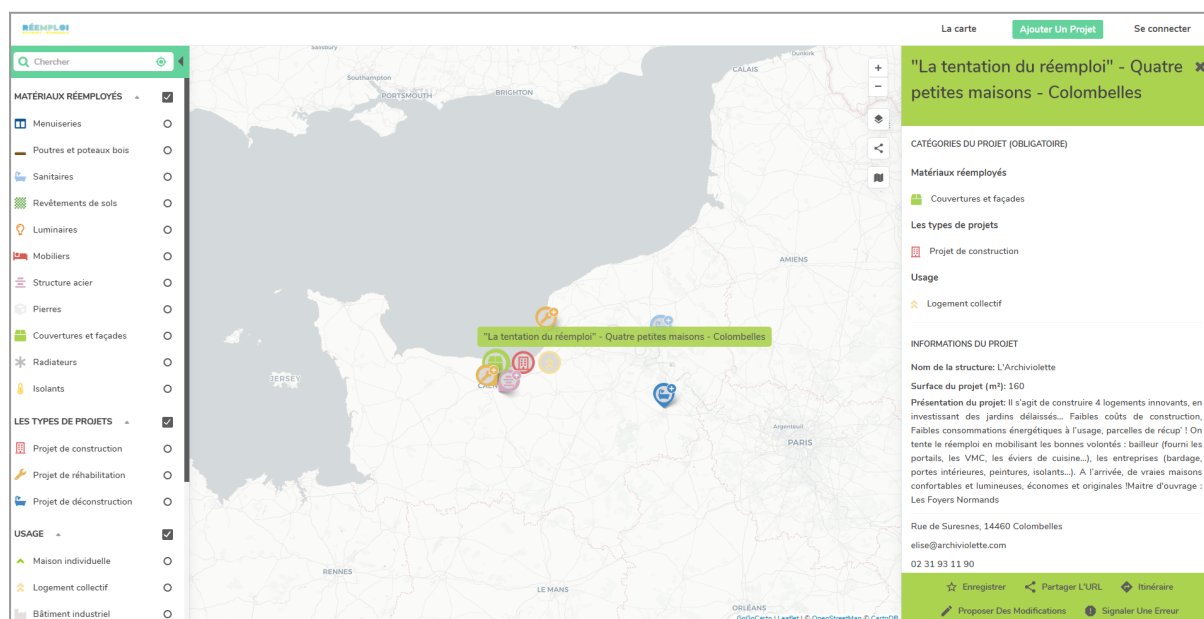 RÉEMPLOI
La carte
Ajouter Un Projet
Se connecter
Chercher
MATÉRIAUX RÉEMPLOYÉS
Menuiseries
Poutres et poteaux bois
Sanitaires
Revêtements de sols
Luminaires
Mobiliers
Structure acier
Pierres
Couvertures et façades
Radiateurs
Isolants
LES TYPES DE PROJETS
Projet de construction
Projet de réhabilitation
Projet de déconstruction
USAGE
Maison individuelle
Logement collectif
Bâtiment industriel
Salisbury
Southampton
PORTSMOUTH
BRIGHTON
Dunkirk
CALAIS
AMIENS
"La tentation du réemploi" - Quatre petites maisons - Colombelles
JERSEY
CAEN
Argenteuil
PARIS
RENNES
LE MANS
ORLÉANS
GoGoCarto | Leaflet | © OpenStreetMap © CartoDB
+
−
"La tentation du réemploi" - Quatre
petites maisons - Colombelles
CATÉGORIES DU PROJET (OBLIGATOIRE)
Matériaux réemployés
Couvertures et façades
Les types de projets
Projet de construction
Usage
Logement collectif
INFORMATIONS DU PROJET
Nom de la structure: L'Archiviolette
Surface du projet (m²): 160
Présentation du projet: Il s'agit de construire 4 logements innovants, en
investissant des jardins délaissés... Faibles coûts de construction,
Faibles consommations énergétiques à l'usage, parcelles de récup' ! On
tente le réemploi en mobilisant les bonnes volontés : bailleur (fourni les
portails, les VMC, les éviers de cuisine...), les entreprises (bardage,
portes intérieures, peintures, isolants...). A l'arrivée, de vraies maisons
confortables et lumineuses, économes et originales !Maitre d'ouvrage :
Les Foyers Normands
Rue de Suresnes, 14460 Colombelles
elise@archiviolette.com
02 31 93 11 90
Enregistrer
Partager L'URL
Itinéraire
Proposer Des Modifications
Signaler Une Erreur